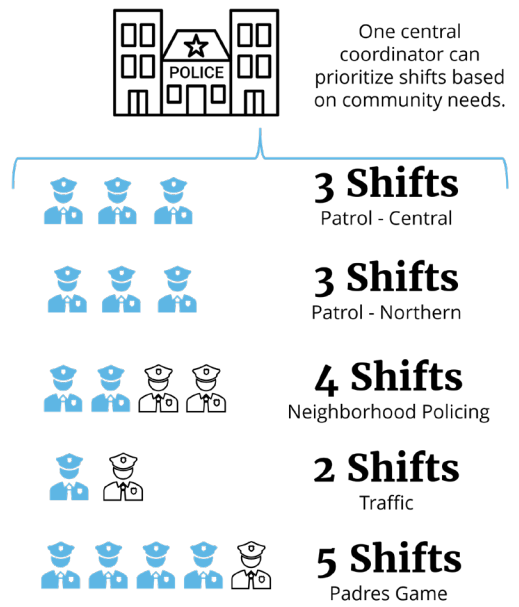 One central
coordinator can
prioritize shifts based
on community needs.
POLICE
3 Shifts
Patrol - Central
3 Shifts
Patrol - Northern
4 Shifts
Neighborhood Policing
2 Shifts
Traffic
5 Shifts
Padres Game